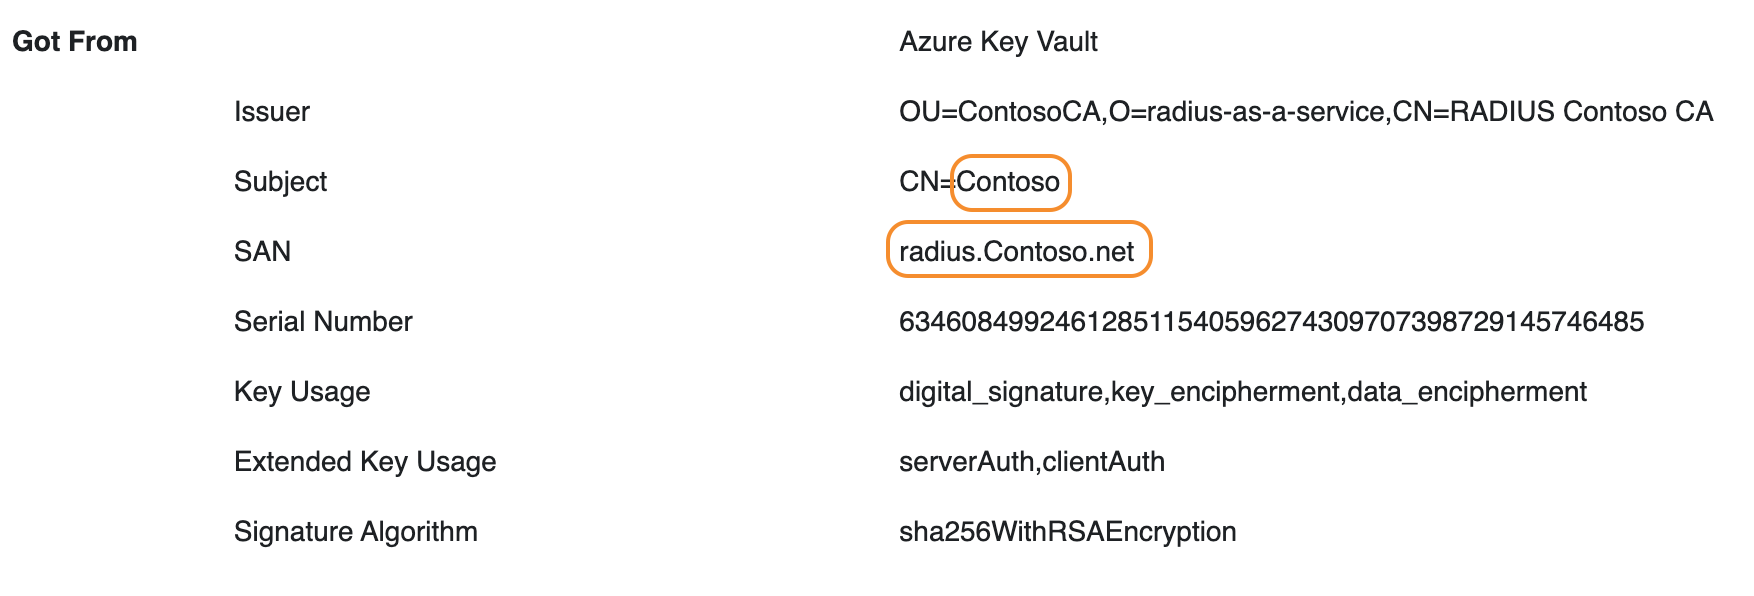 Got From Azure Key Vault
Issuer OU=ContosoCA,O=radius-as-a-service,CN=RADIUS Contoso CA
Subject CN=Contoso
SAN radius.Contoso.net
Serial Number 634608499246128511540596274309707398729145746485
Key Usage digital_signature,key_encipherment,data_encipherment
Extended Key Usage serverAuth,clientAuth
Signature Algorithm sha256WithRSAEncryption